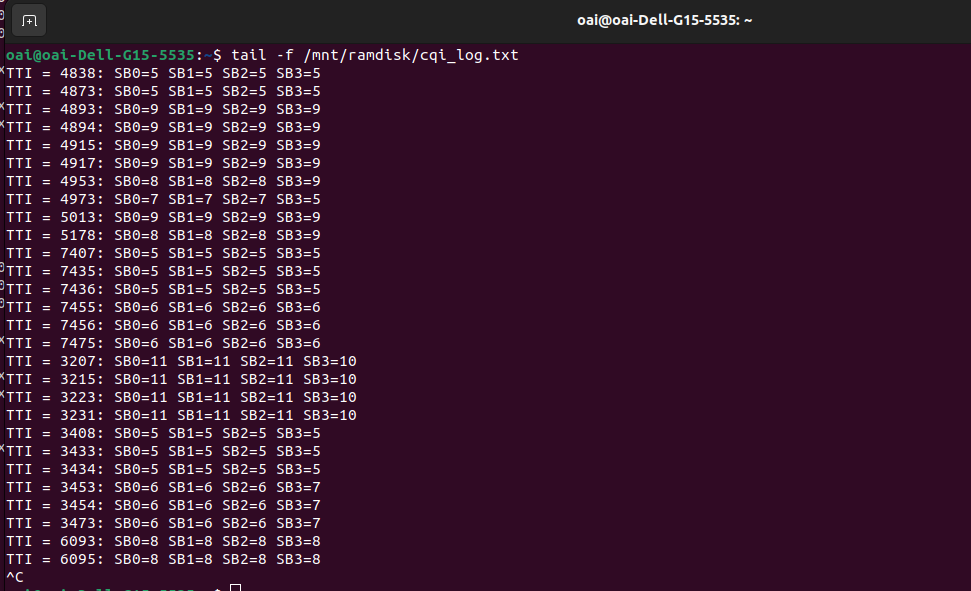 oai@oai-Dell-G15-5535: ~
oai@oai-Dell-G15-5535:~$ tail -f /mnt/ramdisk/cqi_log.txt
TTI = 4838: SB0=5 SB1=5 SB2=5 SB3=5
TTI = 4873: SB0=5 SB1=5 SB2=5 SB3=5
TTI = 4893: SB0=9 SB1=9 SB2=9 SB3=9
TTI = 4894: SB0=9 SB1=9 SB2=9 SB3=9
TTI = 4915: SB0=9 SB1=9 SB2=9 SB3=9
TTI = 4917: SB0=9 SB1=9 SB2=9 SB3=9
TTI = 4953: SB0=8 SB1=8 SB2=8 SB3=9
TTI = 4973: SB0=7 SB1=7 SB2=7 SB3=5
TTI = 5013: SB0=9 SB1=9 SB2=9 SB3=9
TTI = 5178: SB0=8 SB1=8 SB2=8 SB3=9
TTI = 7407: SB0=5 SB1=5 SB2=5 SB3=5
TTI = 7435: SB0=5 SB1=5 SB2=5 SB3=5
TTI = 7436: SB0=5 SB1=5 SB2=5 SB3=5
TTI = 7455: SB0=6 SB1=6 SB2=6 SB3=6
TTI = 7456: SB0=6 SB1=6 SB2=6 SB3=6
TTI = 7475: SB0=6 SB1=6 SB2=6 SB3=6
TTI = 3207: SB0=11 SB1=11 SB2=11 SB3=10
TTI = 3215: SB0=11 SB1=11 SB2=11 SB3=10
TTI = 3223: SB0=11 SB1=11 SB2=11 SB3=10
TTI = 3231: SB0=11 SB1=11 SB2=11 SB3=10
TTI = 3408: SB0=5 SB1=5 SB2=5 SB3=5
TTI = 3433: SB0=5 SB1=5 SB2=5 SB3=5
TTI = 3434: SB0=5 SB1=5 SB2=5 SB3=5
TTI = 3453: SB0=6 SB1=6 SB2=6 SB3=7
TTI = 3454: SB0=6 SB1=6 SB2=6 SB3=7
TTI = 3473: SB0=6 SB1=6 SB2=6 SB3=7
TTI = 6093: SB0=8 SB1=8 SB2=8 SB3=8
TTI = 6095: SB0=8 SB1=8 SB2=8 SB3=8
^C